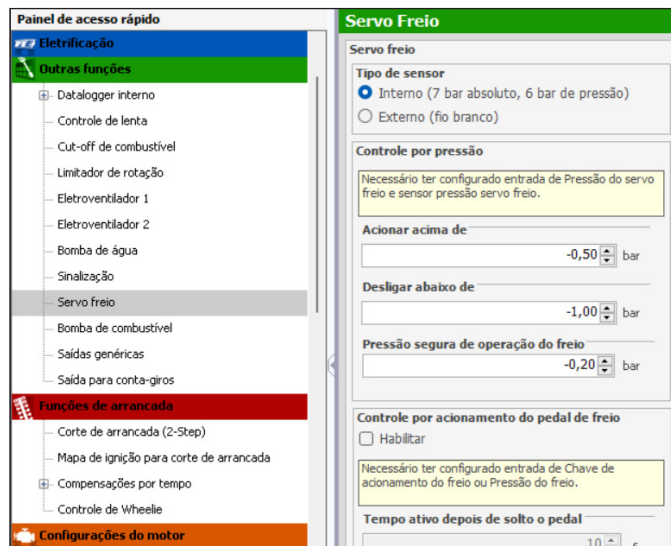 Painel de acesso rápido
Eletrificação
Outras funções
Datalogger interno
Controle de lenta
Cut-off de combustível
Limitador de rotação
Eletroventilador 1
Eletroventilador 2
Bomba de água
Sinalização
Servo freio
Bomba de combustível
Saídas genéricas
Saída para conta-giros
Funções de arrancada
Corte de arrancada (2-Step)
Mapa de ignição para corte de arrancada
Compensações por tempo
Controle de Wheelie
Configurações do motor
Servo Freio
Servo freio
Tipo de sensor
Interno (7 bar absoluto, 6 bar de pressão)
Externo (fio branco)
Controle por pressão
Necessário ter configurado entrada de Pressão do servo
freio e sensor pressão servo freio.
Acionar acima de
-0,50 bar
Desligar abaixo de
-1,00 bar
Pressão segura de operação do freio
-0,20 bar
Controle por acionamento do pedal de freio
Habilitar
Necessário ter configurado entrada de Chave de
acionamento do freio ou Pressão do freio.
Tempo ativo depois de solto o pedal
10 s